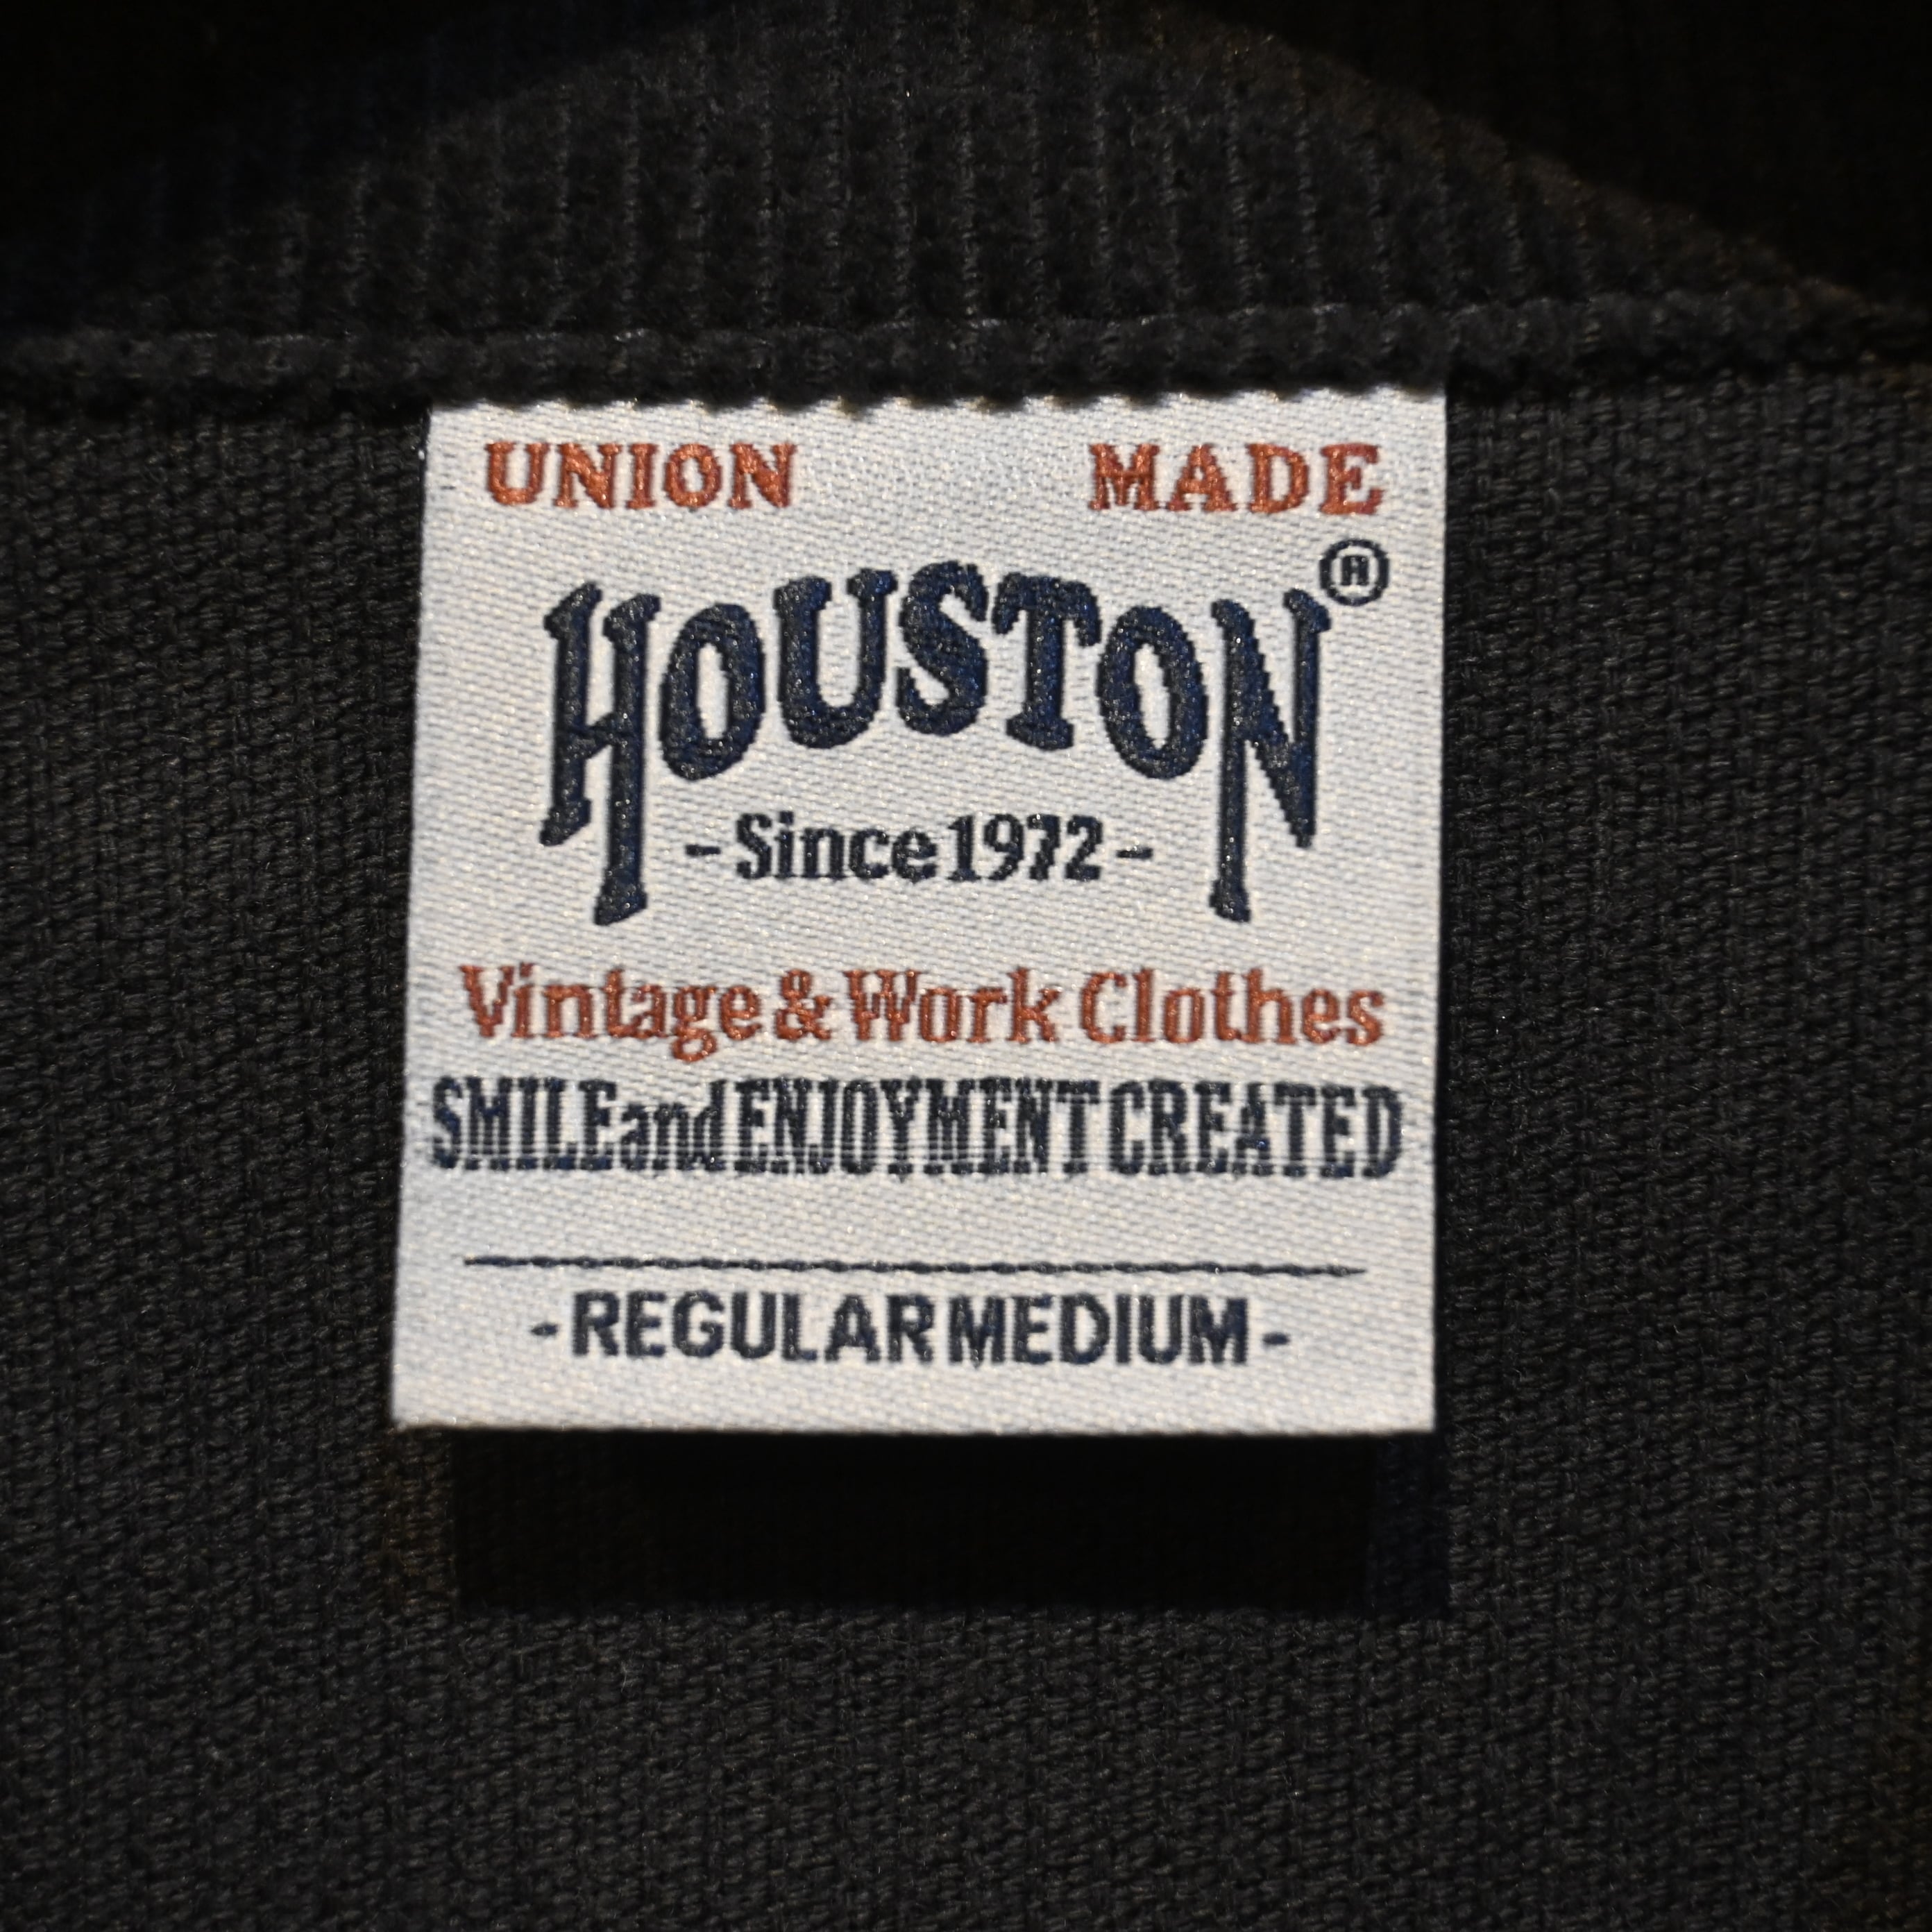 UNION MADE
HOUSTON®
-Since 1972-
Vintage & Work Clothes
SMILE and ENJOYMENT CREATED
-REGULAR MEDIUM-